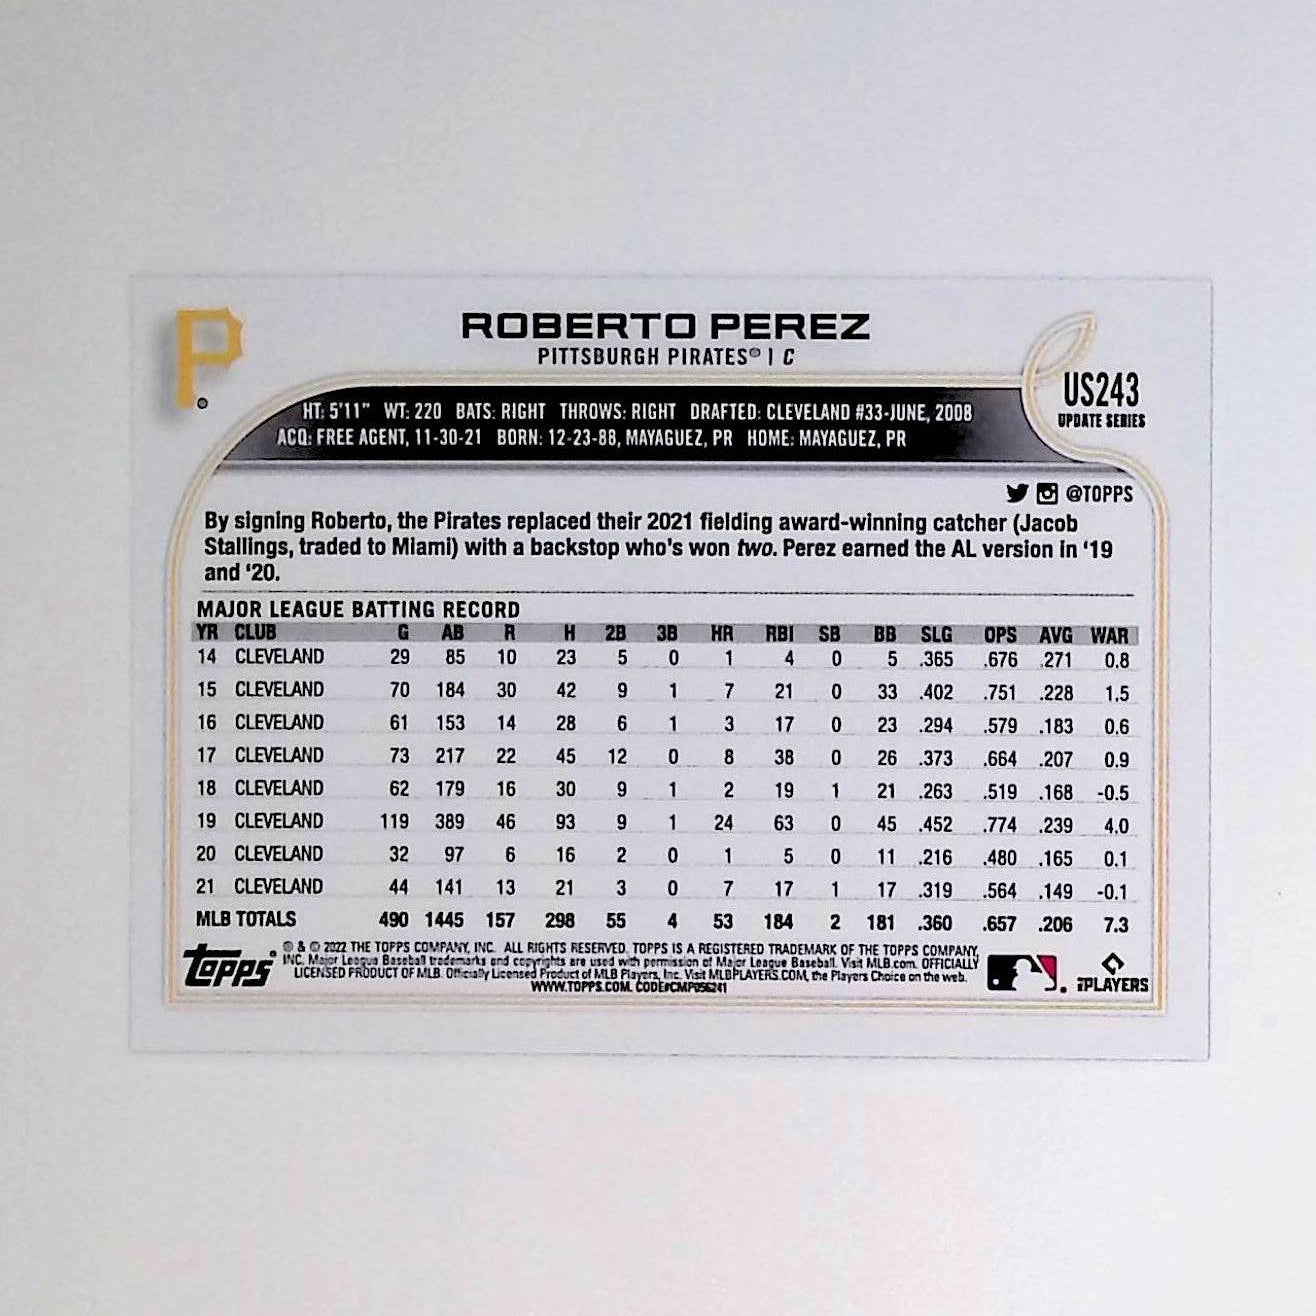 P
ROBERTO PEREZ
PITTSBURGH PIRATES® | C
US243
UPDATE SERIES
HT: 5'11" WT: 220 BATS: RIGHT THROWS: RIGHT DRAFTED: CLEVELAND #33-JUNE, 2008
ACQ: FREE AGENT, 11-30-21 BORN: 12-23-88, MAYAGUEZ, PR HOME: MAYAGUEZ, PR
@TOPPS
By signing Roberto, the Pirates replaced their 2021 fielding award-winning catcher (Jacob
Stallings, traded to Miami) with a backstop who's won two. Perez earned the AL version in '19
and '20.
MAJOR LEAGUE BATTING RECORD
YR CLUB G AB R H 2B 3B HR RBI SB BB SLG OPS AVG WAR
14 CLEVELAND 29 85 10 23 5 0 1 4 0 5 .365 .676 .271 0.8
15 CLEVELAND 70 184 30 42 9 1 7 21 0 33 .402 .751 .228 1.5
16 CLEVELAND 61 153 14 28 6 1 3 17 0 23 .294 .579 .183 0.6
17 CLEVELAND 73 217 22 45 12 0 8 38 0 26 .373 .664 .207 0.9
18 CLEVELAND 62 179 16 30 9 1 2 19 1 21 .263 .519 .168 -0.5
19 CLEVELAND 119 389 46 93 9 1 24 63 0 45 .452 .774 .239 4.0
20 CLEVELAND 32 97 6 16 2 0 1 5 0 11 .216 .480 .165 0.1
21 CLEVELAND 44 141 13 21 3 0 7 17 1 17 .319 .564 .149 -0.1
MLB TOTALS 490 1445 157 298 55 4 53 184 2 181 .360 .657 .206 7.3
Topps®
® & © 2022 THE TOPPS COMPANY, INC. ALL RIGHTS RESERVED. TOPPS IS A REGISTERED TRADEMARK OF THE TOPPS COMPANY,
INC. Major League Baseball trademarks and copyrights are used with permission of Major League Baseball. Visit MLB.com. OFFICIALLY
LICENSED PRODUCT OF MLB. Officially Licensed Product of MLB Players, Inc. Visit MLBPLAYERS.COM, the Players Choice on the web.
WWW.TOPPS.COM. CODE#CMP056241
PLAYERS